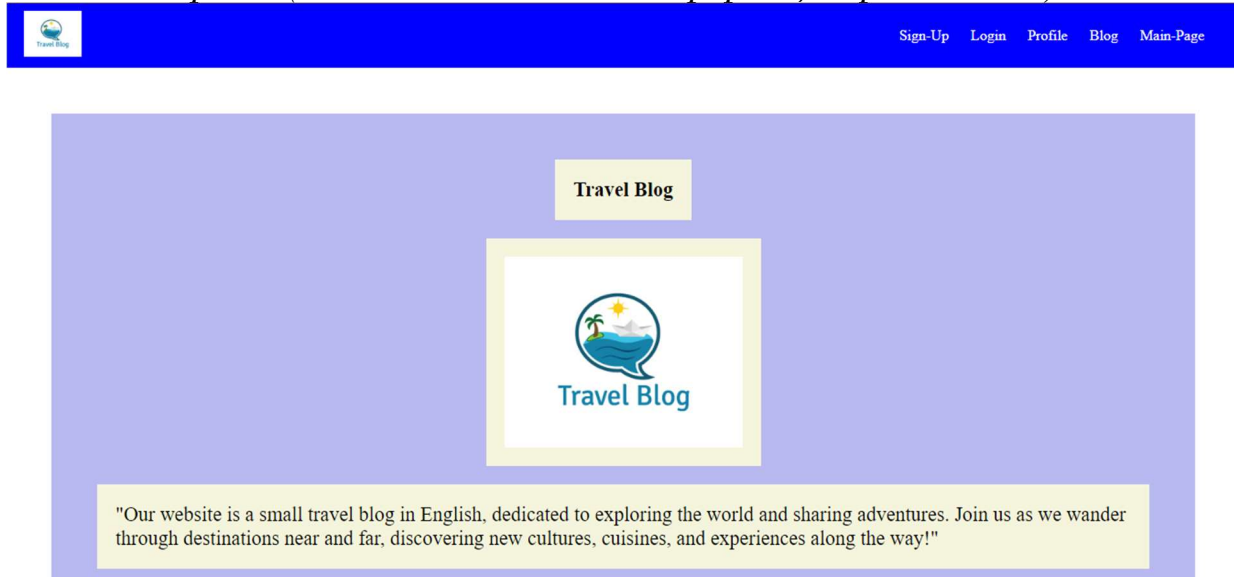 Travel Blog
Sign-Up Login Profile Blog Main-Page
Travel Blog
Travel Blog
"Our website is a small travel blog in English, dedicated to exploring the world and sharing adventures. Join us as we wander
through destinations near and far, discovering new cultures, cuisines, and experiences along the way!"